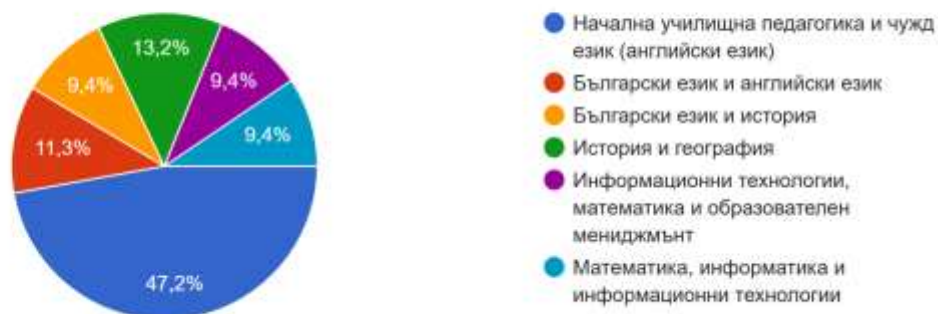 13,2%
9,4%
9,4%
11,3%
9,4%
47,2%
Начална училищна педагогика и чужд
език (английски език)
Български език и английски език
Български език и история
История и география
Информационни технологии,
математика и образователен
мениджмънт
Математика, информатика и
информационни технологии